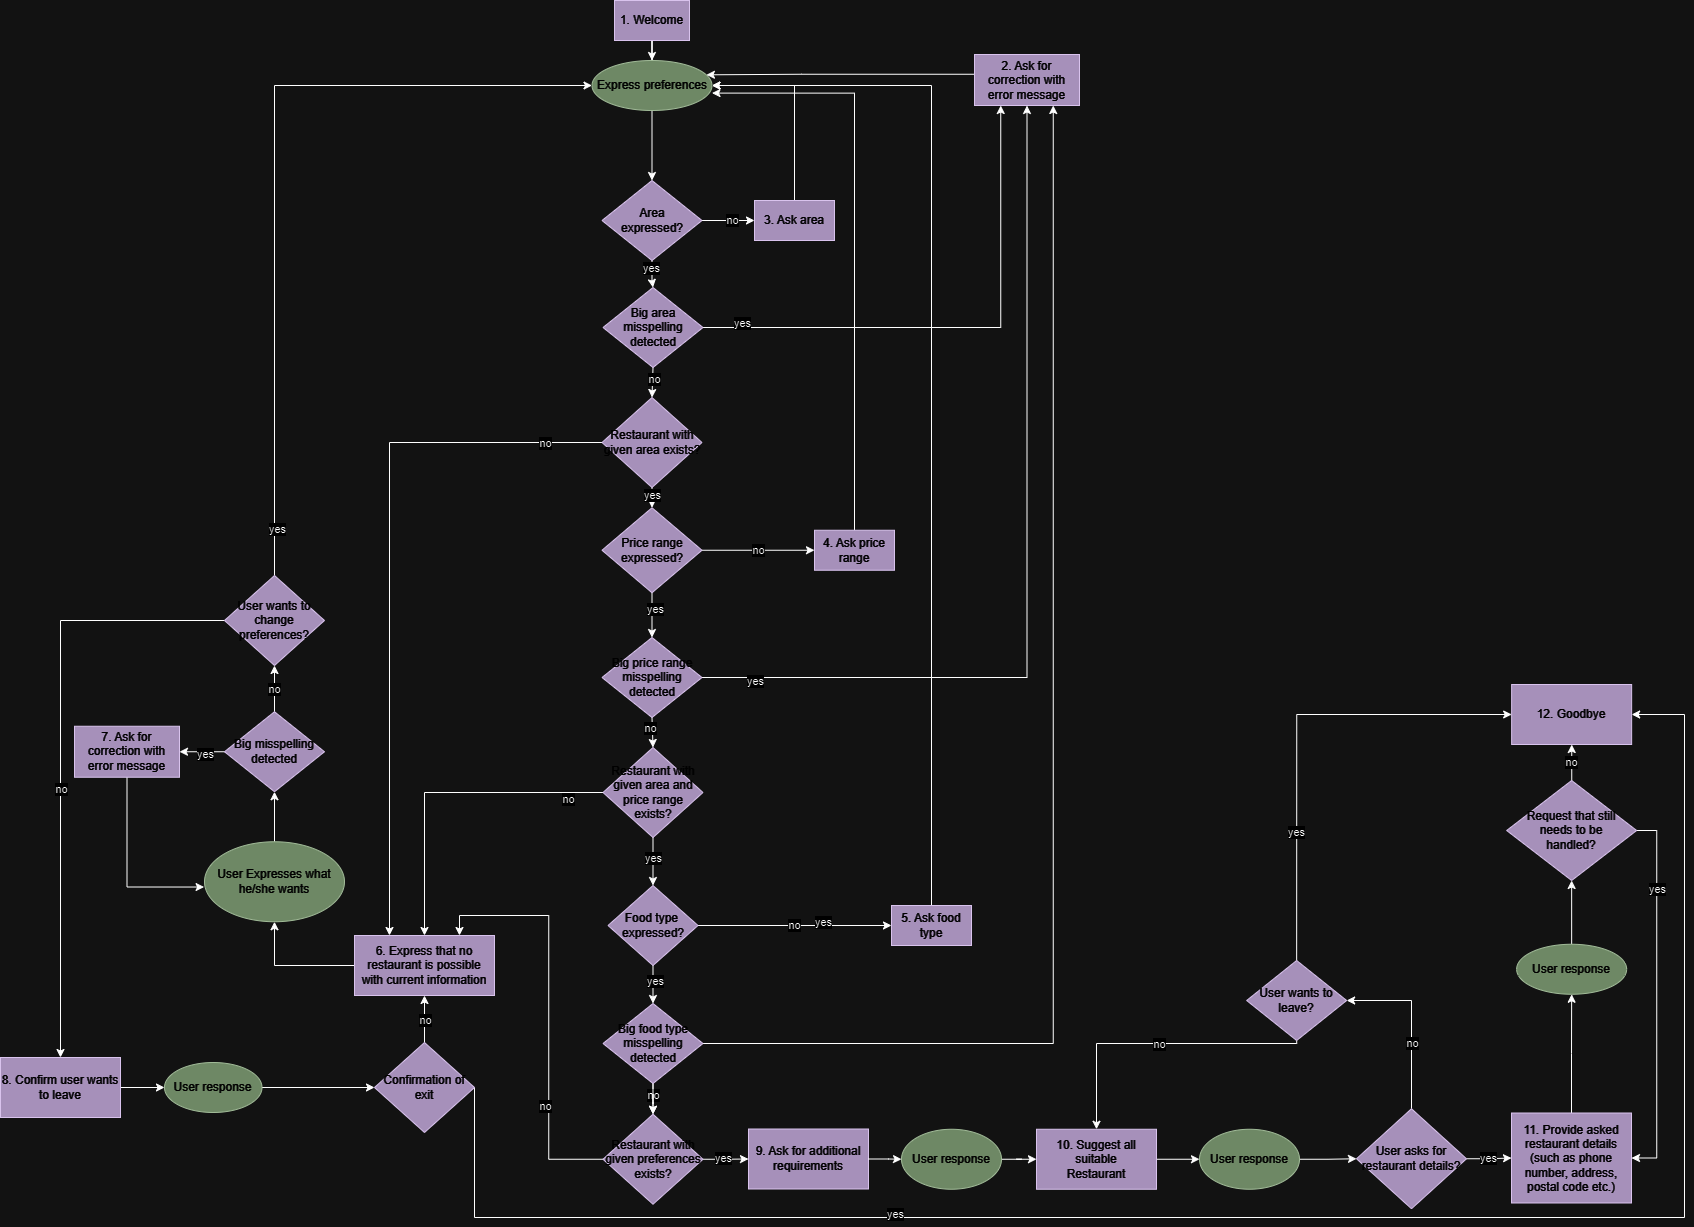 1. Welcome
Express preferences
2. Ask for
correction with
error message
Area
expressed?
no
3. Ask area
yes
Big area
misspelling
detected
yes
no
Restaurant with
given area exists?
no
yes
Price range
expressed?
no
4. Ask price
range
yes
yes
User wants to
change
preferences?
Big price range
misspelling
detected
yes
no
no
Big misspelling
detected
yes
7. Ask for
correction with
error message
no
Restaurant with
given area and
price range
exists?
no
yes
User Expresses what
he/she wants
Food type
expressed?
no
yes
5. Ask food
type
6. Express that no
restaurant is possible
with current information
yes
no
Big food type
misspelling
detected
no
8. Confirm user wants
to leave
User response
Confirmation of
exit
no
Restaurant with
given preferences
exists?
yes
9. Ask for additional
requirements
User response
10. Suggest all
suitable
Restaurant
User response
User asks for
restaurant details?
yes
11. Provide asked
restaurant details
(such as phone
number, address,
postal code etc.)
no
User wants to
leave?
no
yes
User response
Request that still
needs to be
handled?
yes
no
12. Goodbye
yes